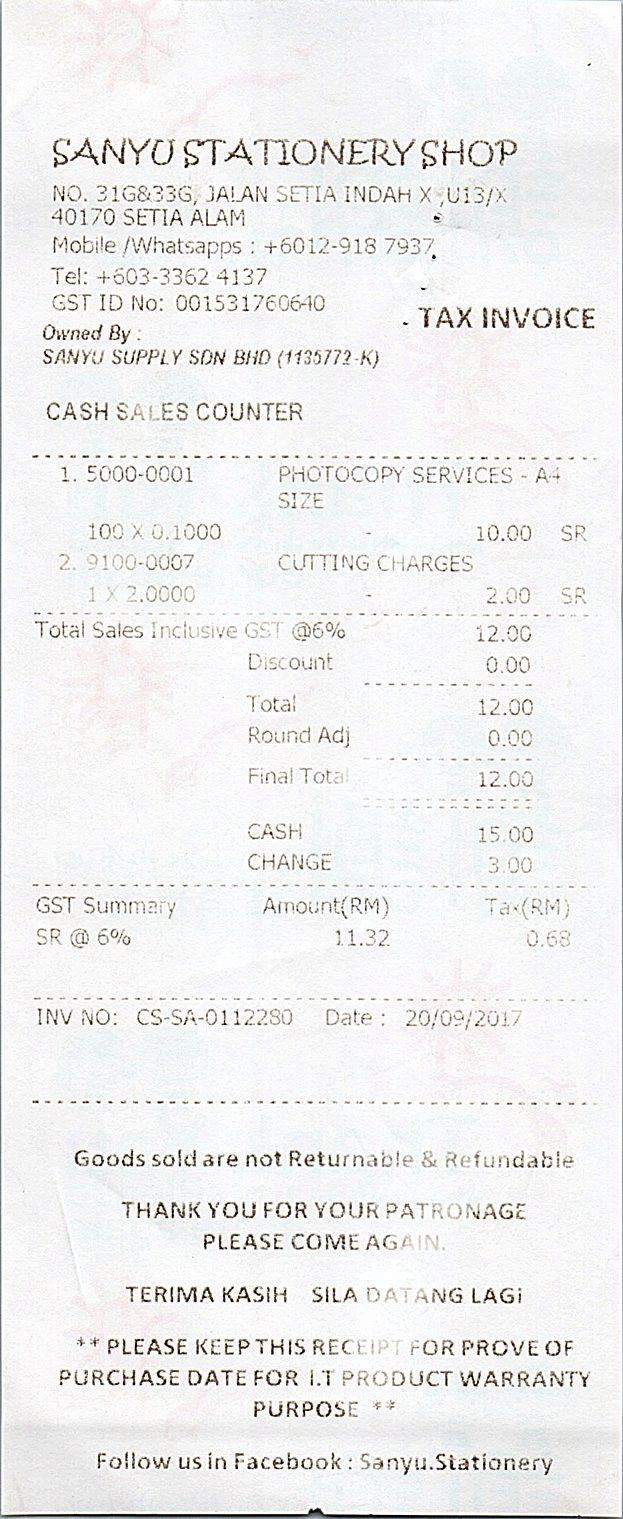 SANYU STATIONERY SHOP
NO. 31G&33G, JALAN SETIA INDAH X ,U13/X
40170 SETIA ALAM
Mobile /Whatsapps : +6012-918 7937
Tel: +603-3362 4137
GST ID No: 001531760640
TAX INVOICE
Owned By :
SANYU SUPPLY SDN BHD (1135772-K)
CASH SALES COUNTER
1. 5000-0001 PHOTOCOPY SERVICES - A4
SIZE
100 X 0.1000 - 10.00 SR
2. 9100-0007 CUTTING CHARGES
1 X 2.0000 - 2.00 SR
Total Sales Inclusive GST @6% 12.00
Discount 0.00
Total 12.00
Round Adj 0.00
Final Total 12.00
CASH 15.00
CHANGE 3.00
GST Summary Amount(RM) Tax(RM)
SR @ 6% 11.32 0.68
INV NO: CS-SA-0112280 Date : 20/09/2017
Goods sold are not Returnable & Refundable
THANK YOU FOR YOUR PATRONAGE
PLEASE COME AGAIN.
TERIMA KASIH SILA DATANG LAGI
** PLEASE KEEP THIS RECEIPT FOR PROVE OF
PURCHASE DATE FOR I.T PRODUCT WARRANTY
PURPOSE **
Follow us in Facebook : Sanyu.Stationery